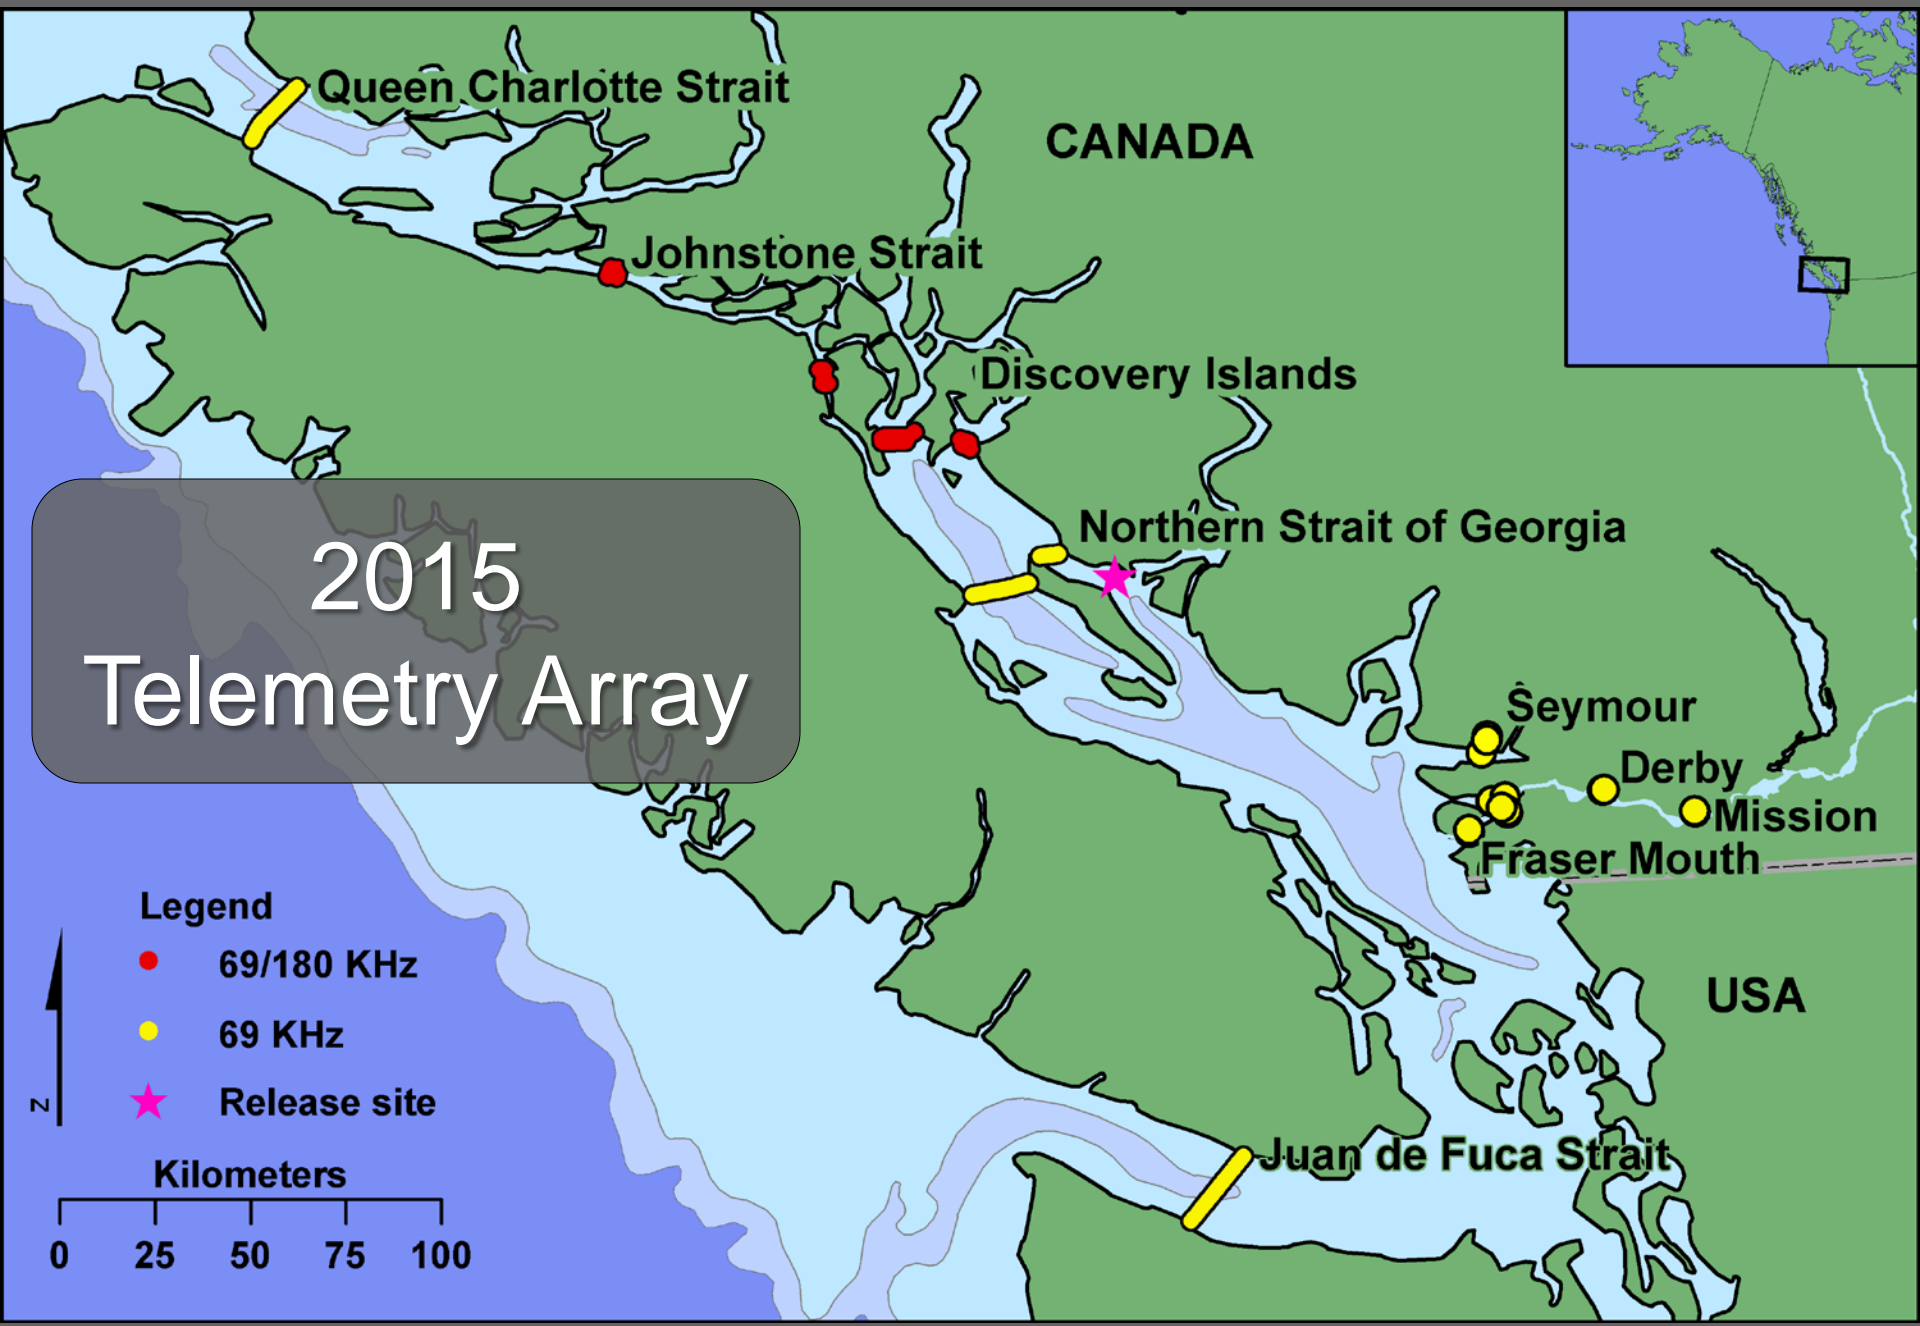 Queen Charlotte Strait
CANADA
Johnstone Strait
Discovery Islands
Northern Strait of Georgia
2015
Telemetry Array
Seymour
Derby
Mission
Fraser Mouth
USA
Legend
69/180 KHz
69 KHz
Release site
N
Kilometers
0 25 50 75 100
Juan de Fuca Strait